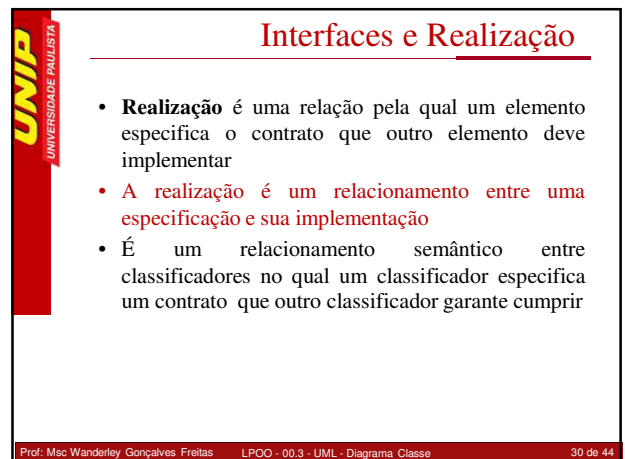 UNIP
UNIVERSIDADE PAULISTA
Interfaces e Realização
• Realização é uma relação pela qual um elemento
especifica o contrato que outro elemento deve
implementar
• A realização é um relacionamento entre uma
especificação e sua implementação
• É um relacionamento semântico entre
classificadores no qual um classificador especifica
um contrato que outro classificador garante cumprir
Prof: Msc Wanderley Gonçalves Freitas LPOO - 00.3 - UML - Diagrama Classe 30 de 44